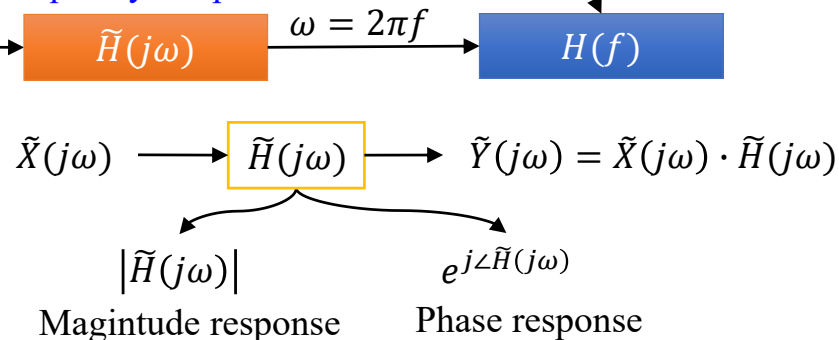 H̃(jω) ω = 2πf H(f)
X̃(jω) H̃(jω) Ỹ(jω) = X̃(jω) · H̃(jω)
|H̃(jω)| e^{j∠H̃(jω)}
Magintude response Phase response